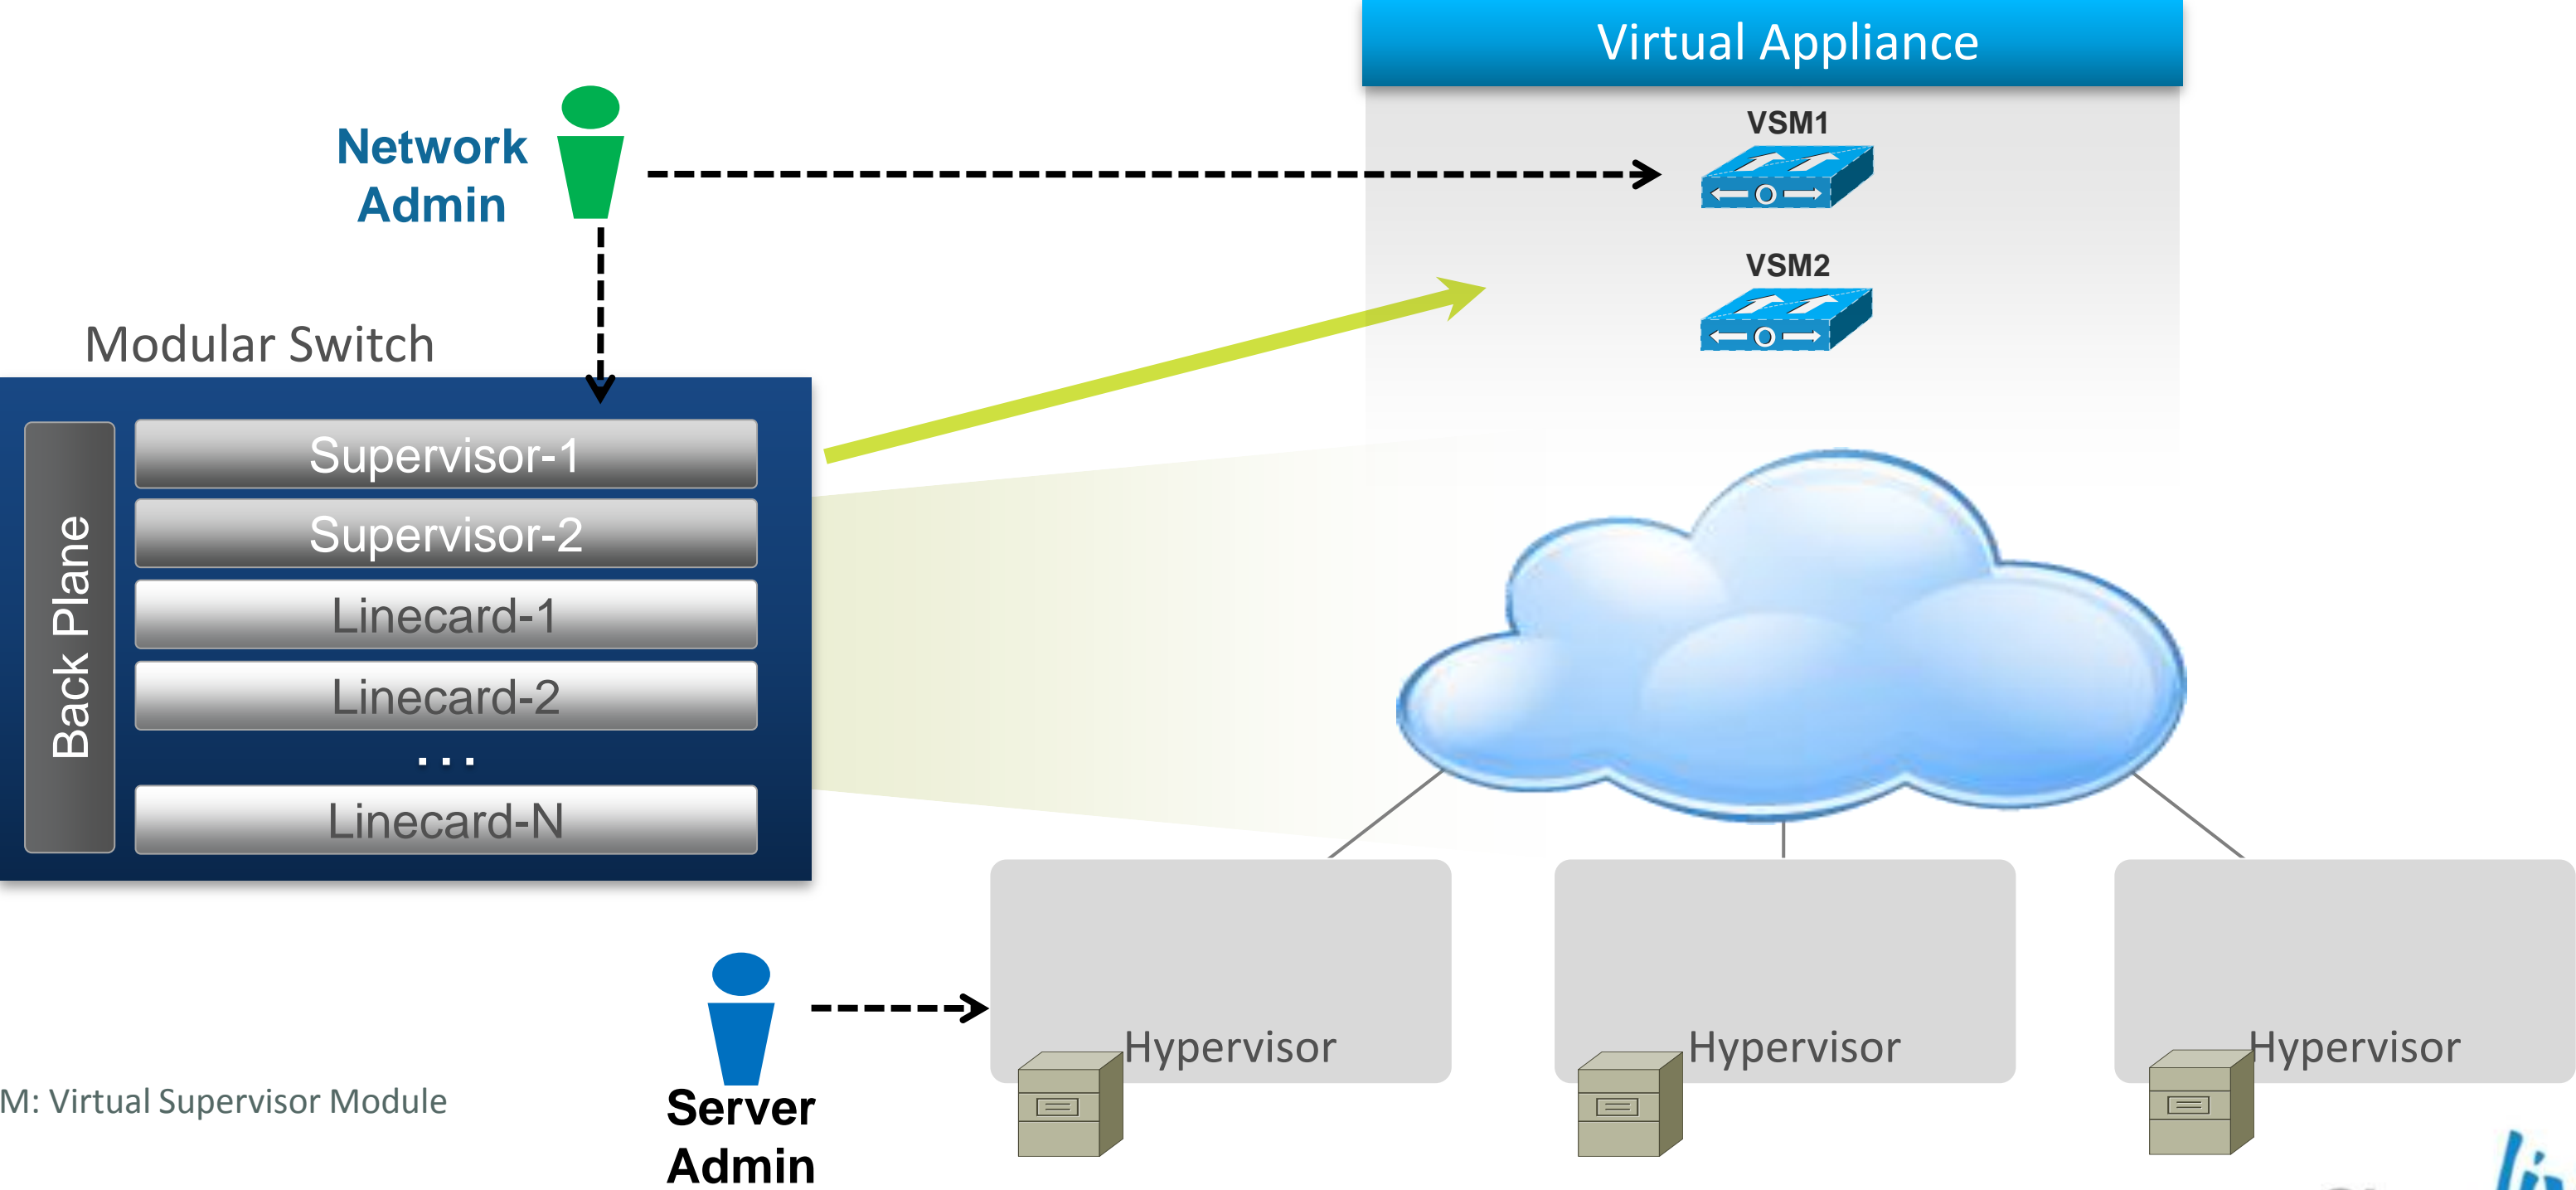 Virtual Appliance
VSM1
Network
Admin
VSM2
Modular Switch
Back Plane
Supervisor-1
Supervisor-2
Linecard-1
Linecard-2
...
Linecard-N
Hypervisor
Hypervisor
Hypervisor
M: Virtual Supervisor Module
Server
Admin